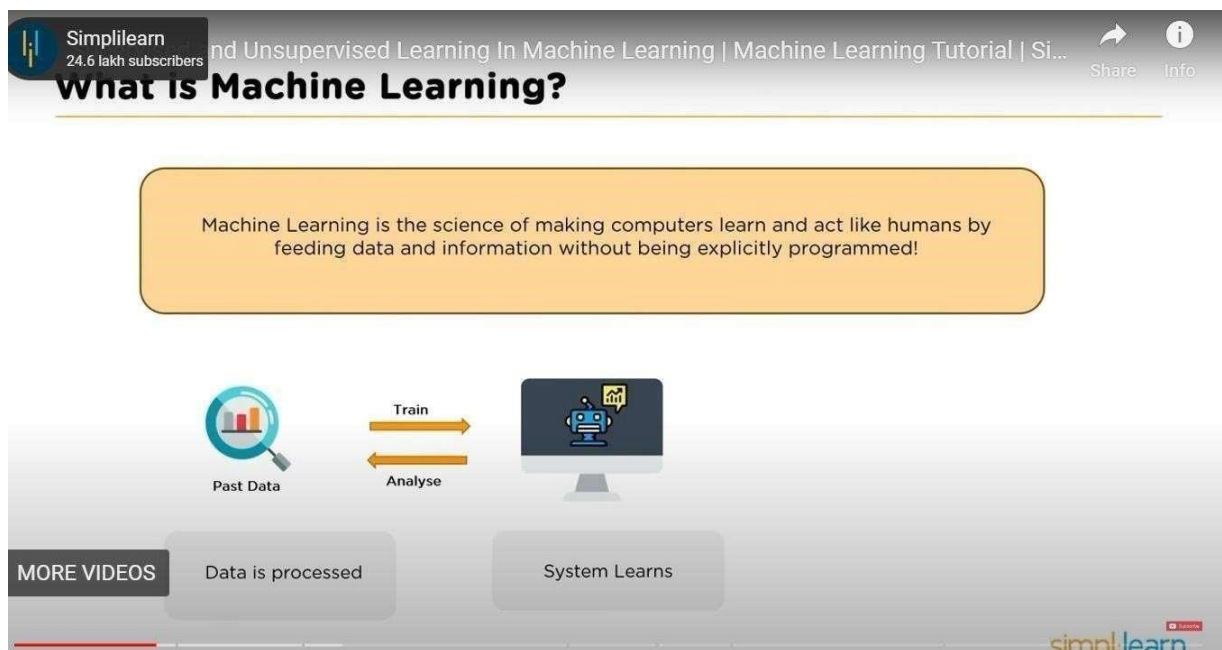 Simplilearn
24.6 lakh subscribers
and Unsupervised Learning In Machine Learning | Machine Learning Tutorial | Si...
Share
Info
What is Machine Learning?
Machine Learning is the science of making computers learn and act like humans by
feeding data and information without being explicitly programmed!
Train
Analyse
Past Data
MORE VIDEOS
Data is processed
System Learns
simplilearn